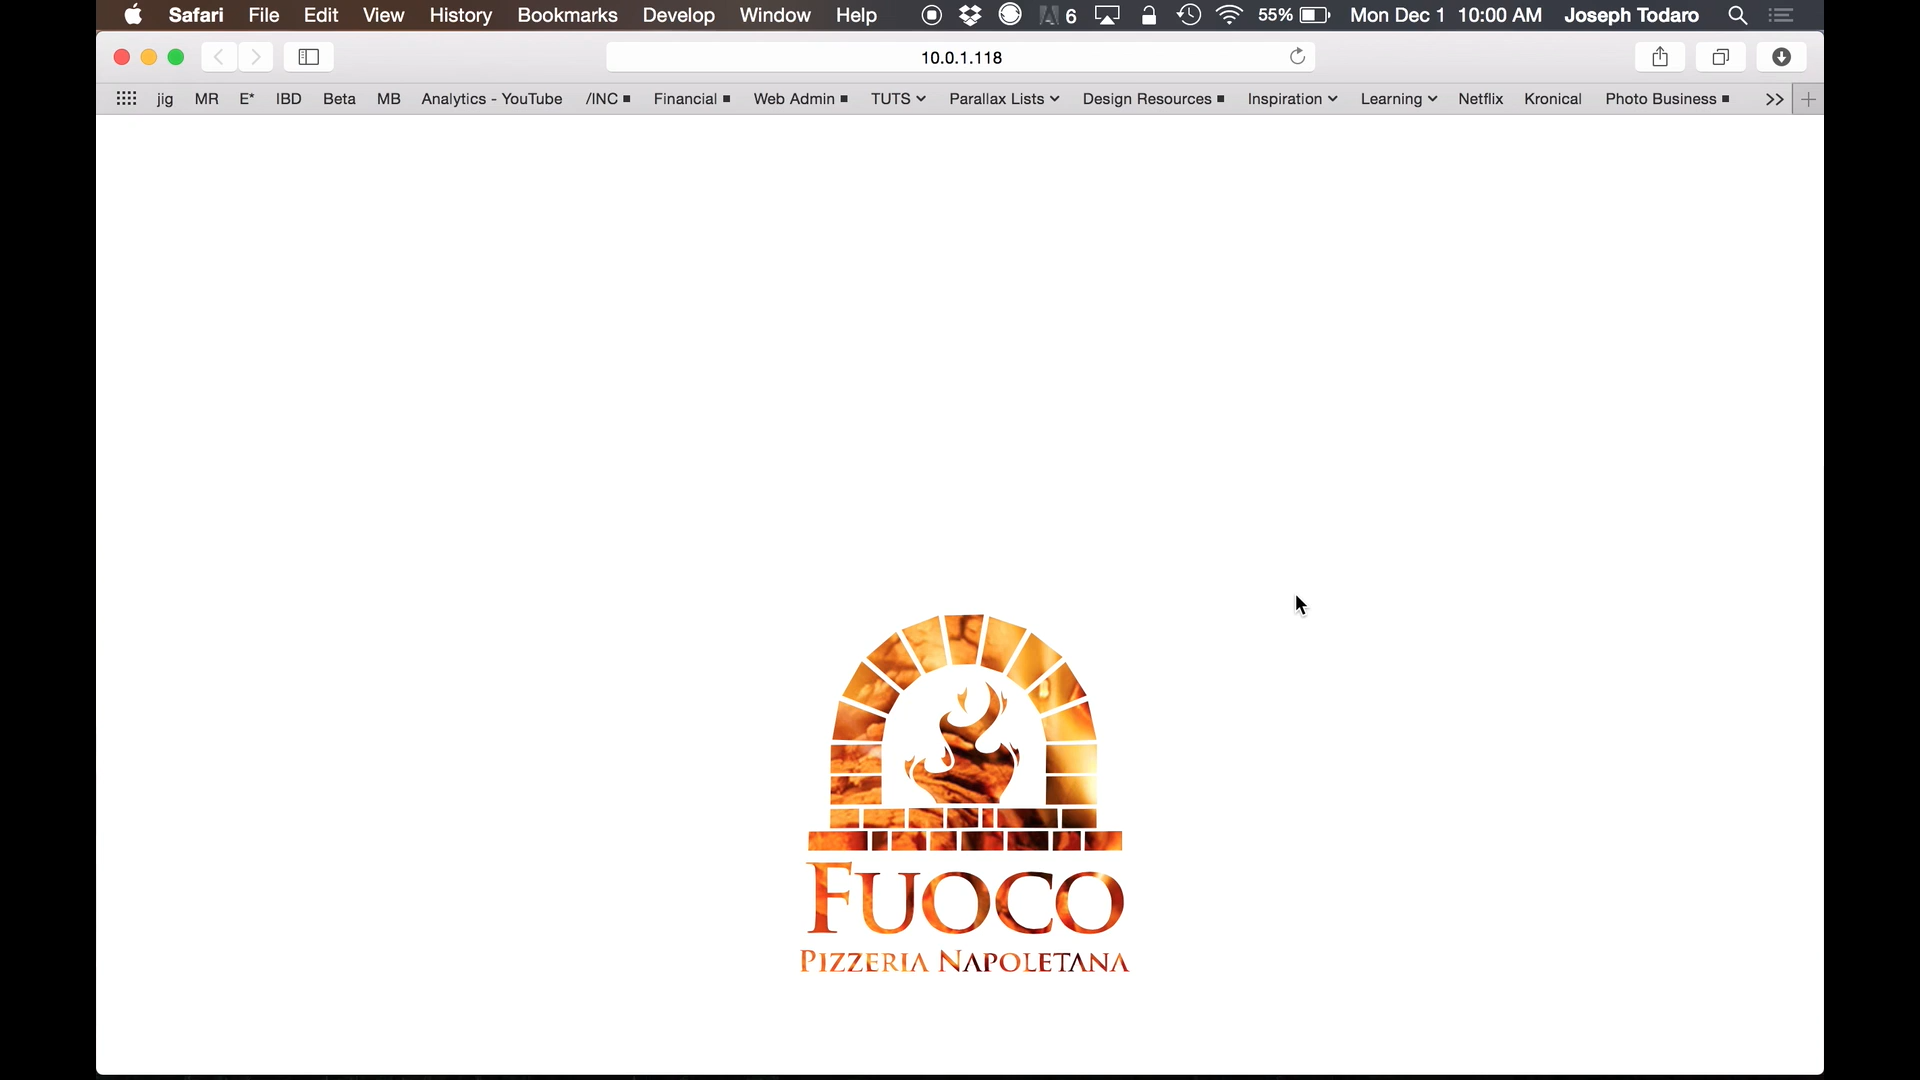 Safari File Edit View History Bookmarks Develop Window Help 6 55% Mon Dec 1 10:00 AM Joseph Todaro
10.0.1.118
jig MR E* IBD Beta MB Analytics - YouTube /INC Financial Web Admin TUTS Parallax Lists Design Resources Inspiration Learning Netflix Kronical Photo Business
FUOCO
PIZZERIA NAPOLETANA